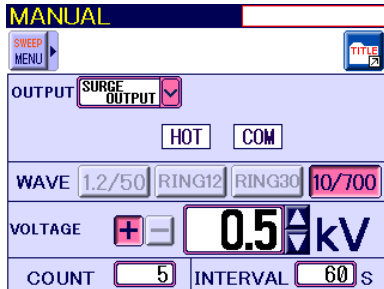 MANUAL
SWEEP
MENU
TITLE
OUTPUT SURGE OUTPUT
HOT COM
WAVE 1.2/50 RING12 RING30 10/700
VOLTAGE + - 0.5 kV
COUNT 5 INTERVAL 60 s